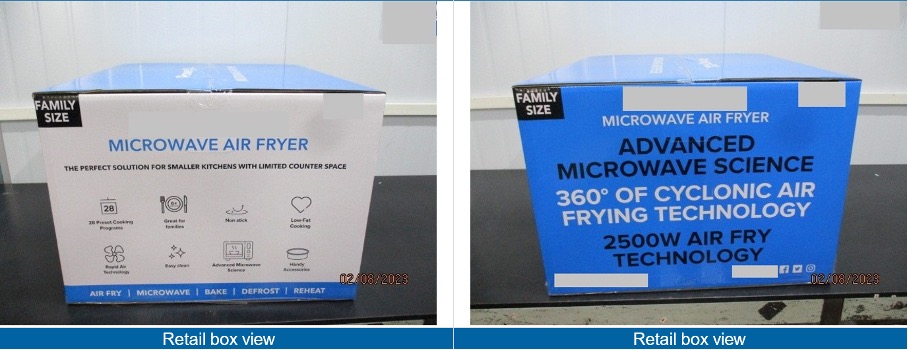 FAMILY
SIZE
MICROWAVE AIR FRYER
THE PERFECT SOLUTION FOR SMALLER KITCHENS WITH LIMITED COUNTER SPACE
28
28 Preset Cooking
Programs
6+
Great for
families
Non stick
Low-Fat
Cooking
Rapid Air
Technology
Easy clean
Advanced Microwave
Science
Handy
Accessories
02/08/2023
AIR FRY | MICROWAVE | BAKE | DEFROST | REHEAT
Retail box view
FAMILY
SIZE
MICROWAVE AIR FRYER
ADVANCED
MICROWAVE SCIENCE
360° OF CYCLONIC AIR
FRYING TECHNOLOGY
2500W AIR FRY
TECHNOLOGY
02/08/2023
Retail box view